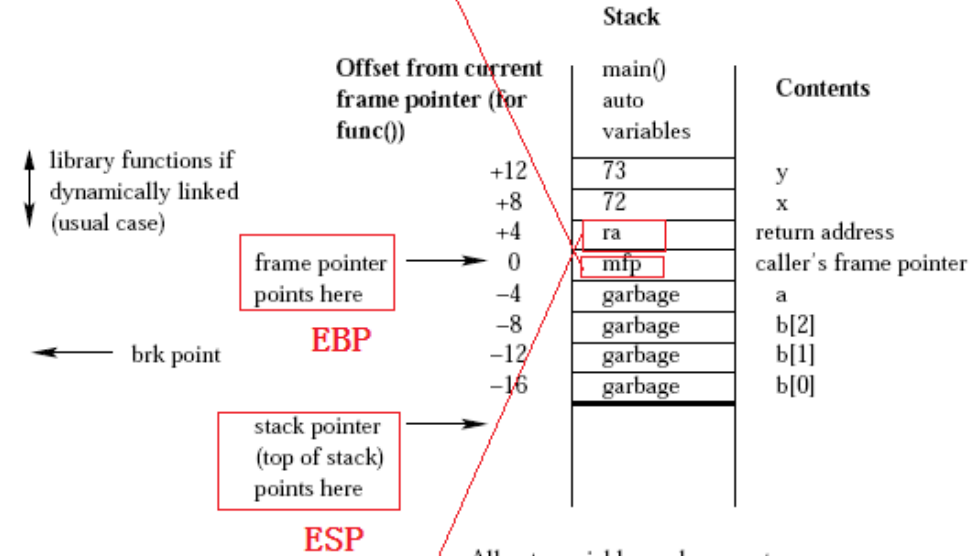 Stack
Offset from current
frame pointer (for
func())
main()
auto
variables
Contents
library functions if
dynamically linked
(usual case)
+12 73 y
+8 72 x
+4 ra return address
frame pointer
points here
0 mfp caller's frame pointer
−4 garbage a
EBP
−8 garbage b[2]
brk point
−12 garbage b[1]
−16 garbage b[0]
stack pointer
(top of stack)
points here
ESP